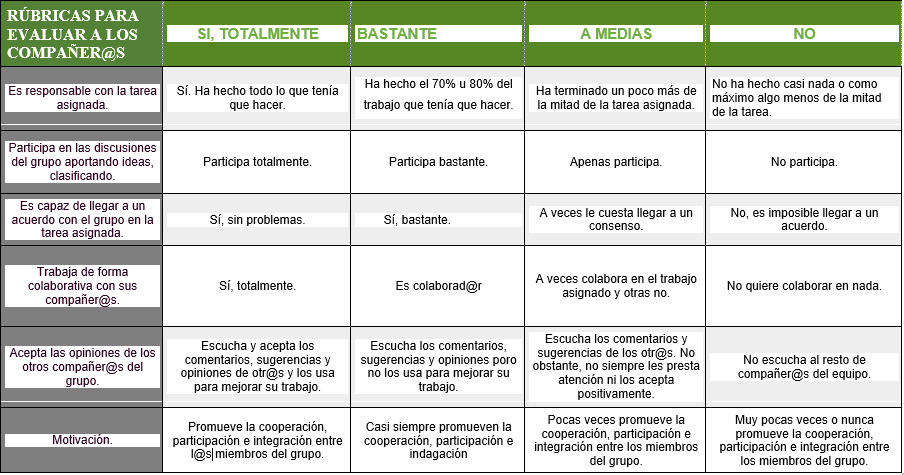 RÚBRICAS PARA
EVALUAR A LOS
COMPAÑER@S
SI, TOTALMENTE
BASTANTE
A MEDIAS
NO
Es responsable con la tarea
asignada.
Sí. Ha hecho todo lo que tenía
que hacer.
Ha hecho el 70% u 80% del
trabajo que tenía que hacer.
Ha terminado un poco más de
la mitad de la tarea asignada.
No ha hecho casi nada o como
máximo algo menos de la mitad
de la tarea.
Participa en las discusiones
del grupo aportando ideas,
clasificando.
Participa totalmente.
Participa bastante.
Apenas participa.
No participa.
Es capaz de llegar a un
acuerdo con el grupo en la
tarea asignada.
Sí, sin problemas.
Sí, bastante.
A veces le cuesta llegar a un
consenso.
No, es imposible llegar a un
acuerdo.
Trabaja de forma
colaborativa con sus
compañer@s.
Sí, totalmente.
Es colaborad@r
A veces colabora en el trabajo
asignado y otras no.
No quiere colaborar en nada.
Acepta las opiniones de los
otros compañer@s del
grupo.
Escucha y acepta los
comentarios, sugerencias y
opiniones de otr@s y los usa
para mejorar su trabajo.
Escucha los comentarios,
sugerencias y opiniones poro
no los usa para mejorar su
trabajo.
Escucha los comentarios y
sugerencias de los otr@s. No
obstante, no siempre les presta
atención ni los acepta
positivamente.
No escucha al resto de
compañer@s del equipo.
Motivación.
Promueve la cooperación,
participación e integración entre
l@s miembros del grupo.
Casi siempre promueven la
cooperación, participación e
indagación
Pocas veces promueve la
cooperación, participación e
integración entre los miembros
del grupo.
Muy pocas veces o nunca
promueve la cooperación,
participación e integración entre
los miembros del grupo.